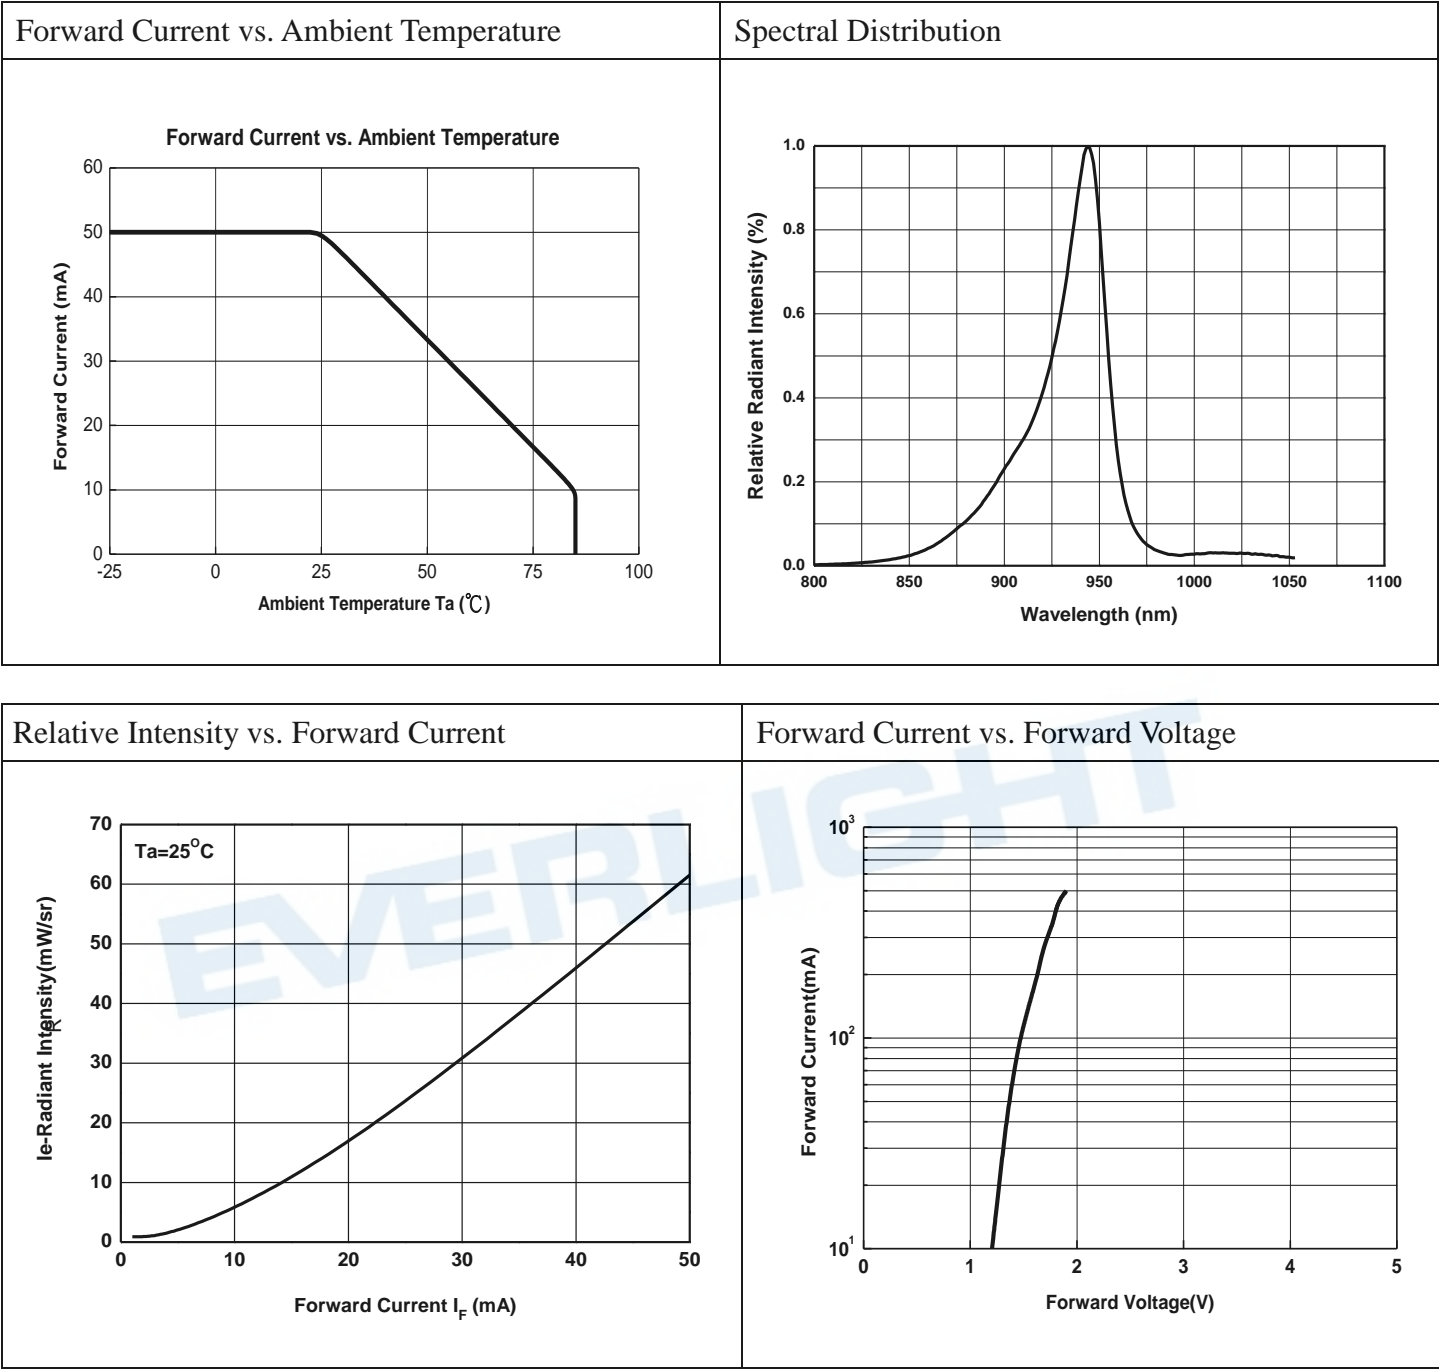 Forward Current vs. Ambient Temperature
Spectral Distribution
Forward Current vs. Ambient Temperature
60
50
40
30
20
10
0
-25 0 25 50 75 100
Forward Current (mA)
Ambient Temperature Ta (℃)
1.0
0.8
0.6
0.4
0.2
0.0
800 850 900 950 1000 1050 1100
Relative Radiant Intensity (%)
Wavelength (nm)
Relative Intensity vs. Forward Current
Forward Current vs. Forward Voltage
EVERLIGHT
70
60
50
40
30
20
10
0
0 10 20 30 40 50
Ta=25°C
Ie-Radiant Intensity(mW/sr)
R
Forward Current I_F (mA)
10³
10²
10¹
0 1 2 3 4 5
Forward Current(mA)
Forward Voltage(V)